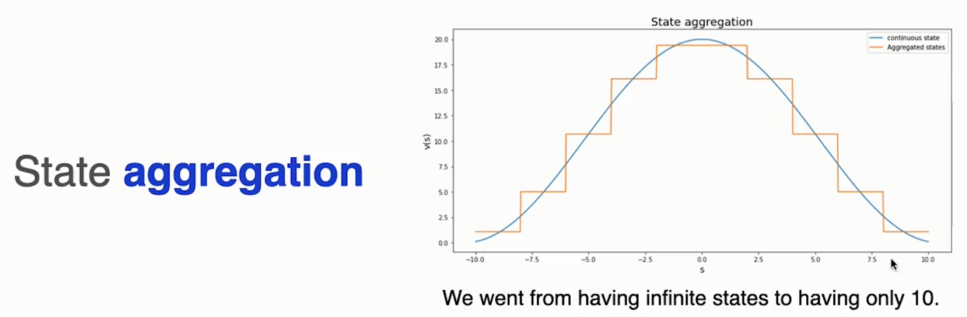 State aggregation
State aggregation
continuous state
Aggregated states
20.0
17.5
15.0
12.5
10.0
7.5
5.0
2.5
0.0
v(s)
−10.0 −7.5 −5.0 −2.5 0.0 2.5 5.0 7.5 10.0
s
We went from having infinite states to having only 10.